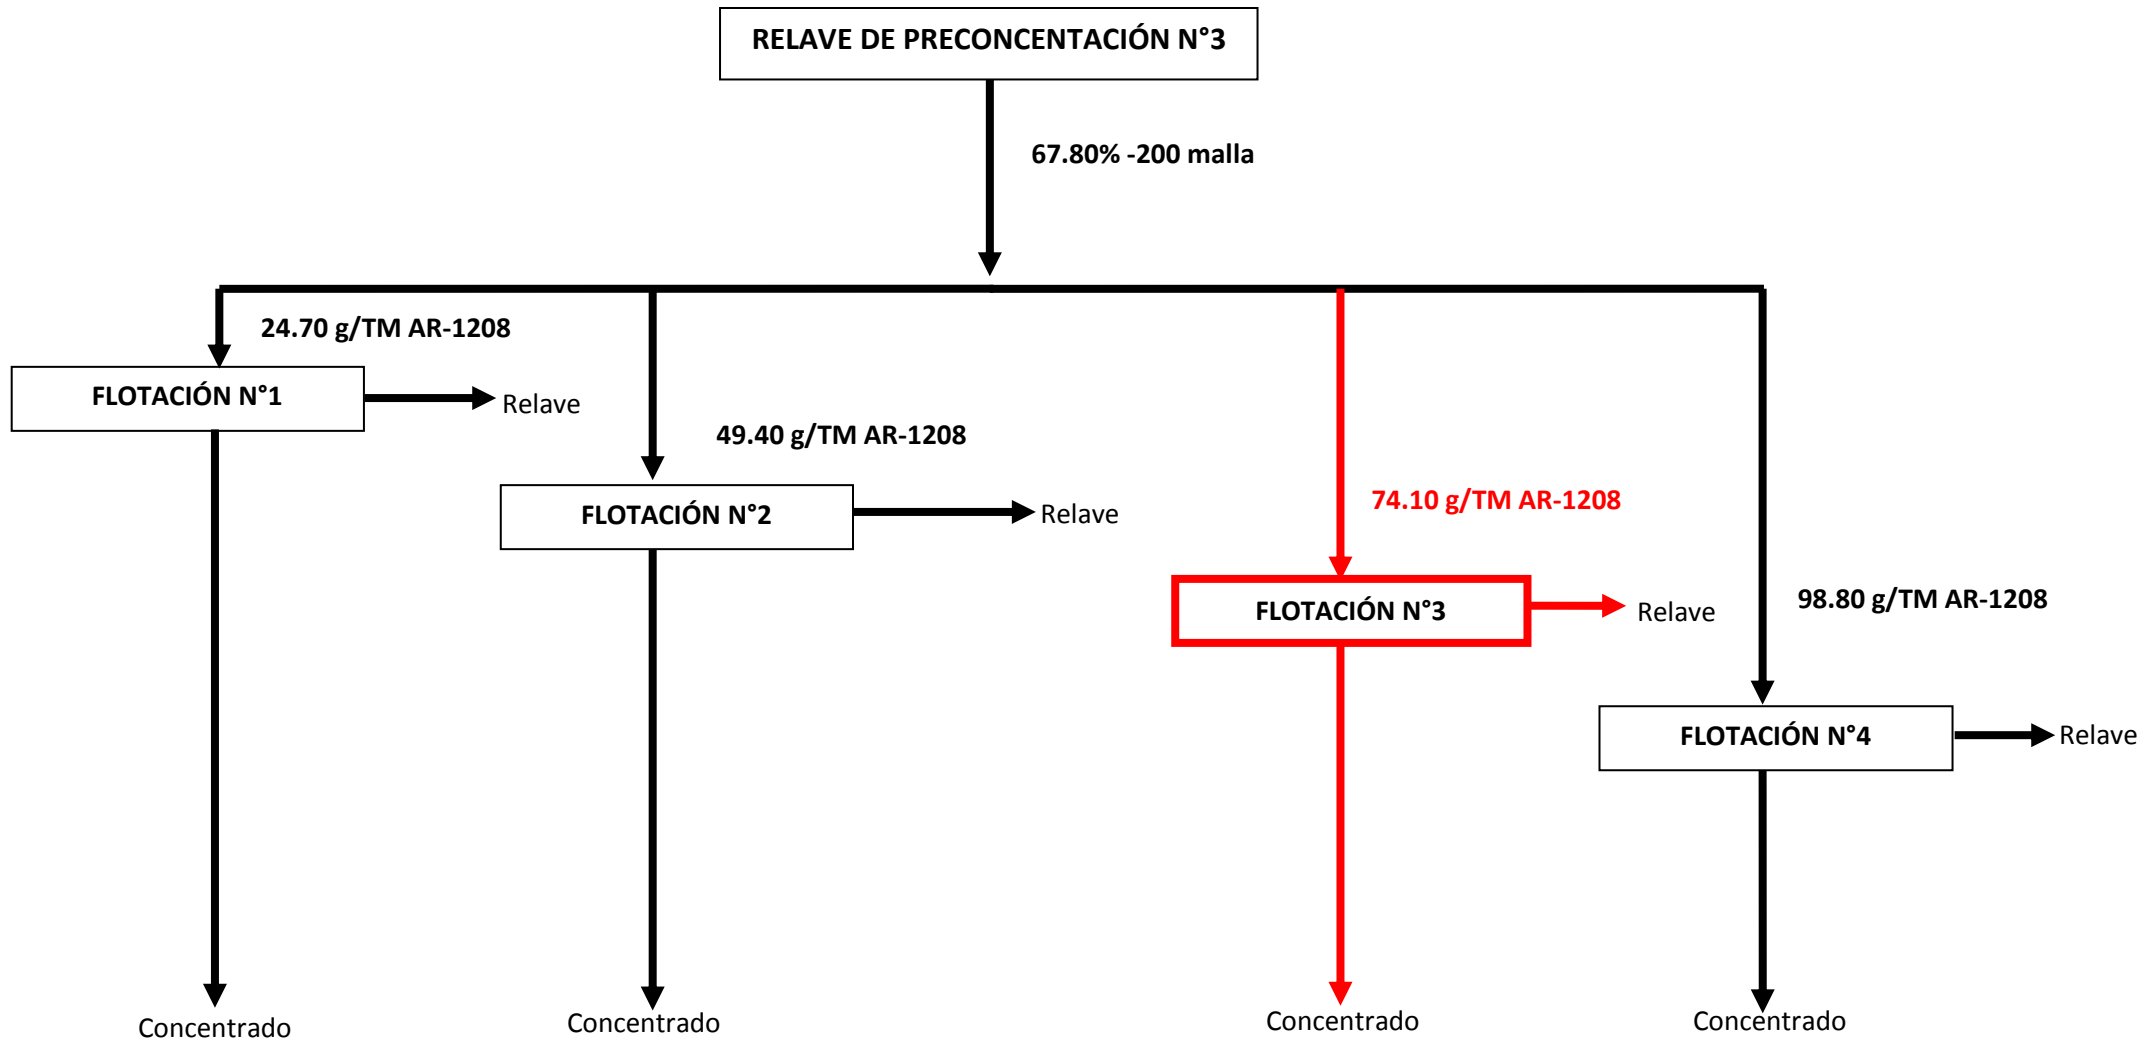 RELAVE DE PRECONCENTACIÓN N°3
67.80% -200 malla
24.70 g/TM AR-1208
FLOTACIÓN N°1
Relave
49.40 g/TM AR-1208
FLOTACIÓN N°2
Relave
74.10 g/TM AR-1208
FLOTACIÓN N°3
Relave
98.80 g/TM AR-1208
FLOTACIÓN N°4
Relave
Concentrado
Concentrado
Concentrado
Concentrado